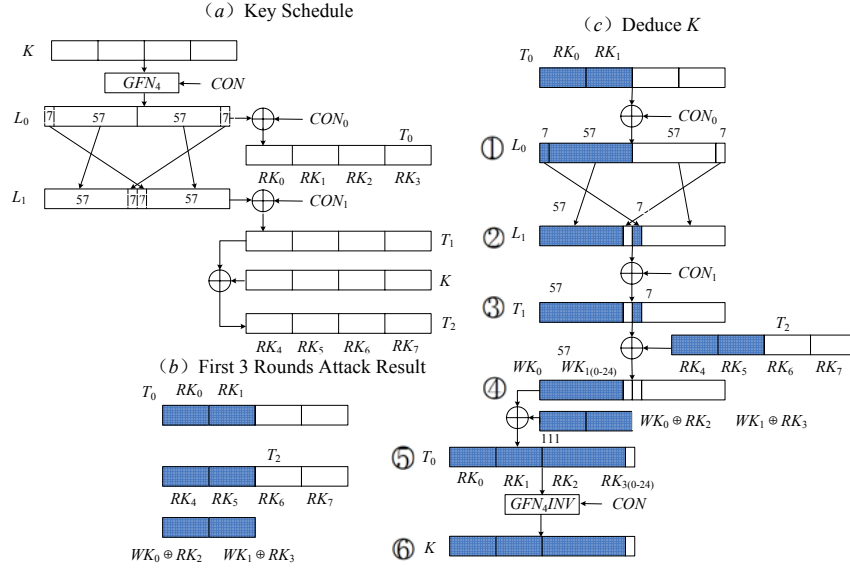 (a) Key Schedule
K
GFN₄
CON
L₀
7
57
57
7
CON₀
T₀
RK₀ RK₁ RK₂ RK₃
L₁
57
7
7
57
CON₁
T₁
K
T₂
RK₄ RK₅ RK₆ RK₇
(b) First 3 Rounds Attack Result
T₀
RK₀ RK₁
T₂
RK₄ RK₅ RK₆ RK₇
WK₀ ⊕ RK₂ WK₁ ⊕ RK₃
(c) Deduce K
T₀
RK₀ RK₁
CON₀
① L₀
7 57 57 7
57 7
② L₁
CON₁
57 7
③ T₁
T₂
RK₄ RK₅ RK₆ RK₇
57
WK₀ WK₁₍₀₋₂₄₎
④
WK₀ ⊕ RK₂ WK₁ ⊕ RK₃
111
⑤ T₀
RK₀ RK₁ RK₂ RK₃₍₀₋₂₄₎
GFN₄INV
CON
⑥ K